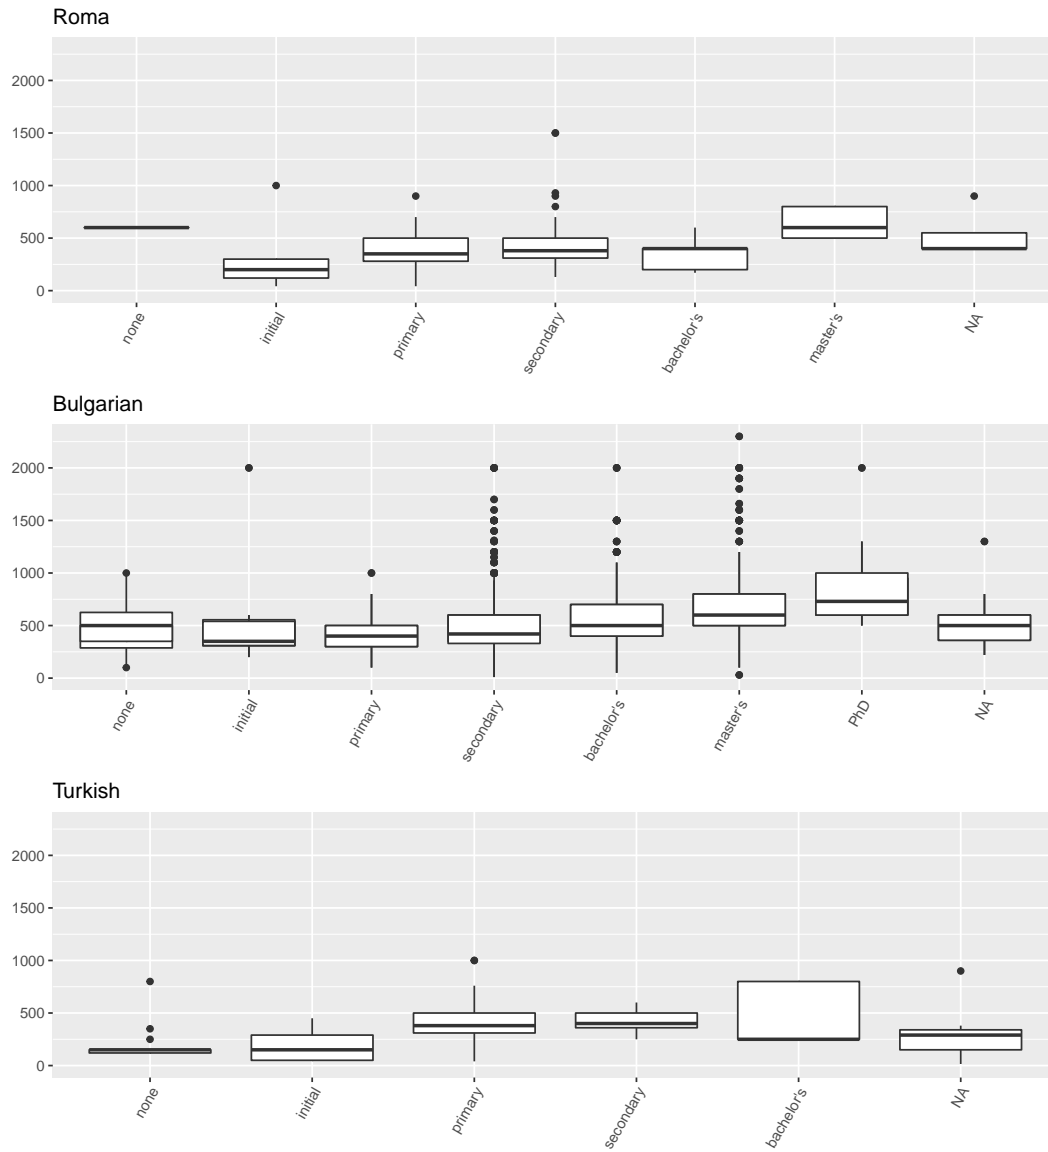 Roma
2000
1500
1000
500
0
none
initial
primary
secondary
bachelor's
master's
NA
Bulgarian
2000
1500
1000
500
0
none
initial
primary
secondary
bachelor's
master's
PhD
NA
Turkish
2000
1500
1000
500
0
none
initial
primary
secondary
bachelor's
NA